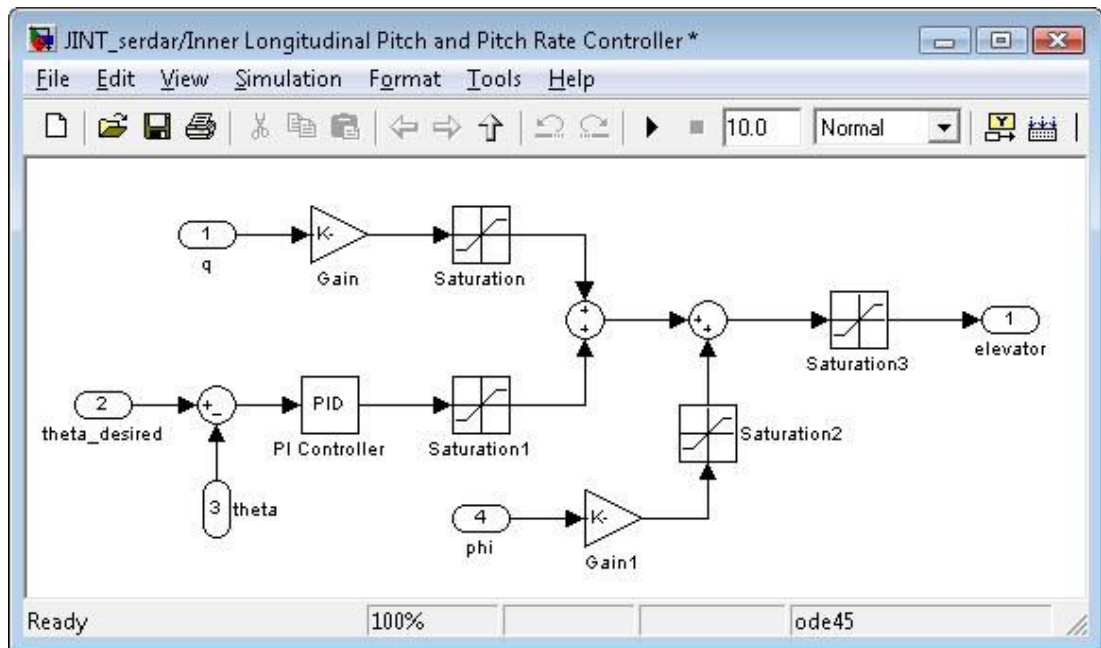 JINT_serdar/Inner Longitudinal Pitch and Pitch Rate Controller *
File Edit View Simulation Format Tools Help
10.0 Normal
1
q
K-
Gain
Saturation
+
+
+
+
Saturation3
1
elevator
2
theta_desired
+
-
PID
PI Controller
Saturation1
Saturation2
3
theta
4
phi
K-
Gain1
Ready 100% ode45